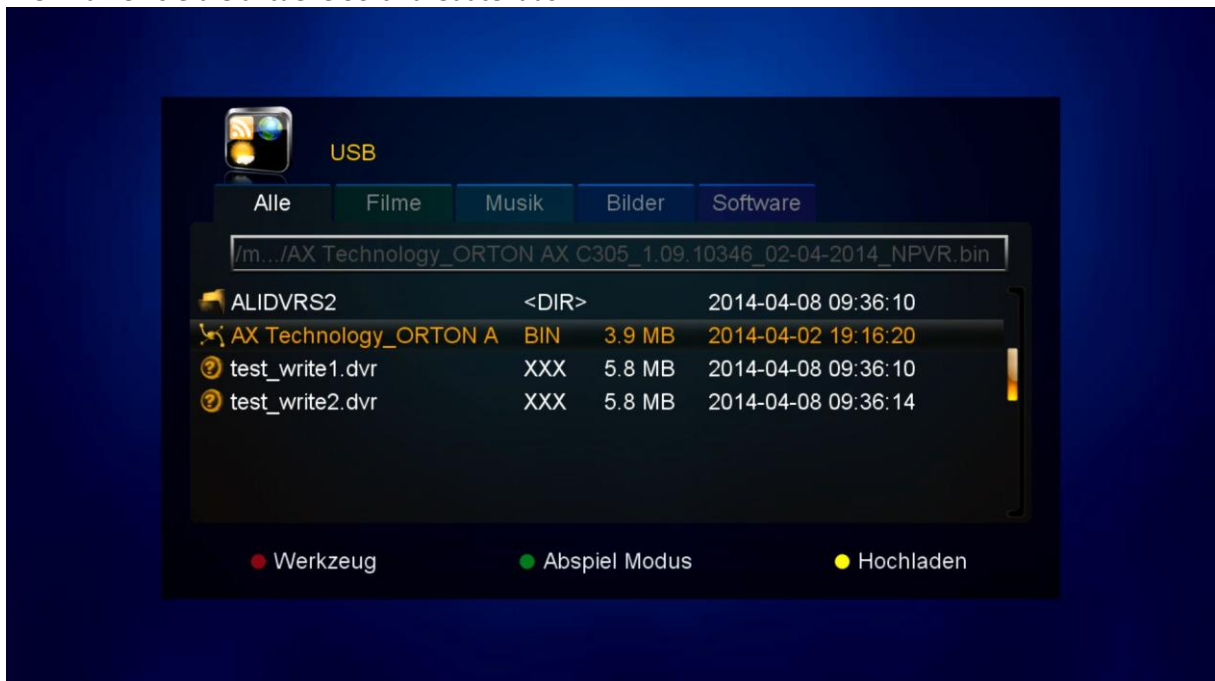 USB
Alle Filme Musik Bilder Software
/m.../AX Technology_ORTON AX C305_1.09.10346_02-04-2014_NPVR.bin
ALIDVRS2 <DIR> 2014-04-08 09:36:10
AX Technology_ORTON A BIN 3.9 MB 2014-04-02 19:16:20
test_write1.dvr XXX 5.8 MB 2014-04-08 09:36:10
test_write2.dvr XXX 5.8 MB 2014-04-08 09:36:14
Werkzeug Abspiel Modus Hochladen